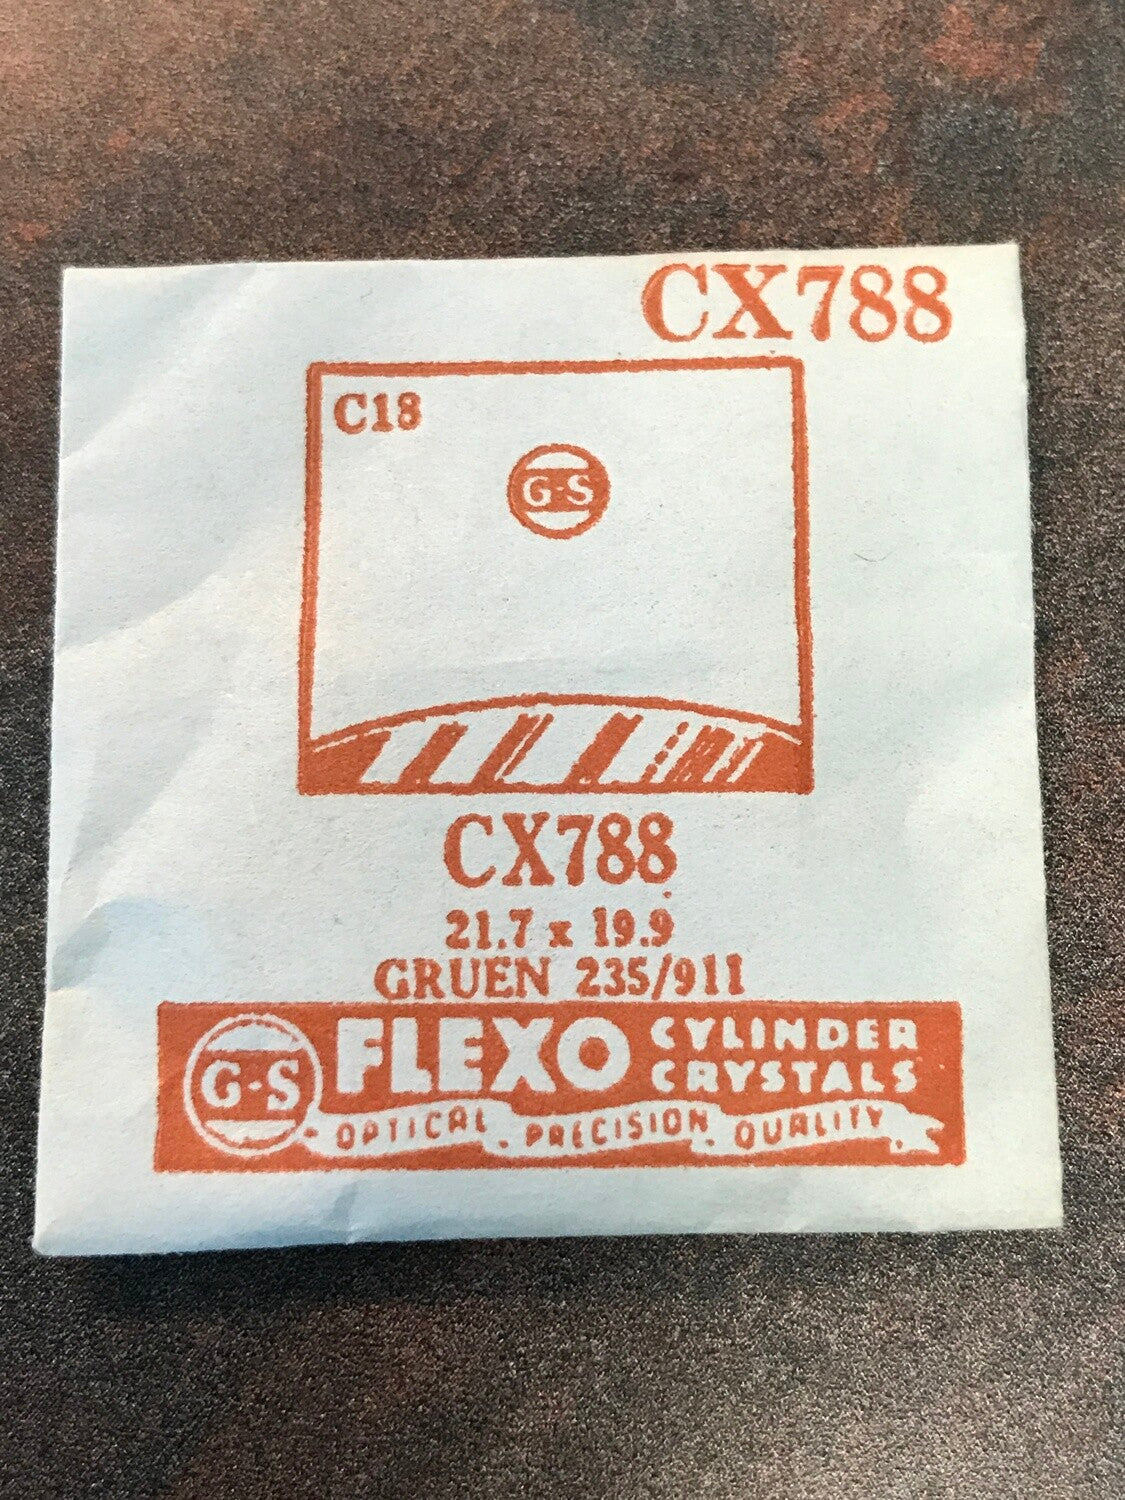 CX788
C18
G-S
CX788
21.7 x 19.9
GRUEN 235/911
G-S
FLEXO
CYLINDER
CRYSTALS
OPTICAL . PRECISION . QUALITY .